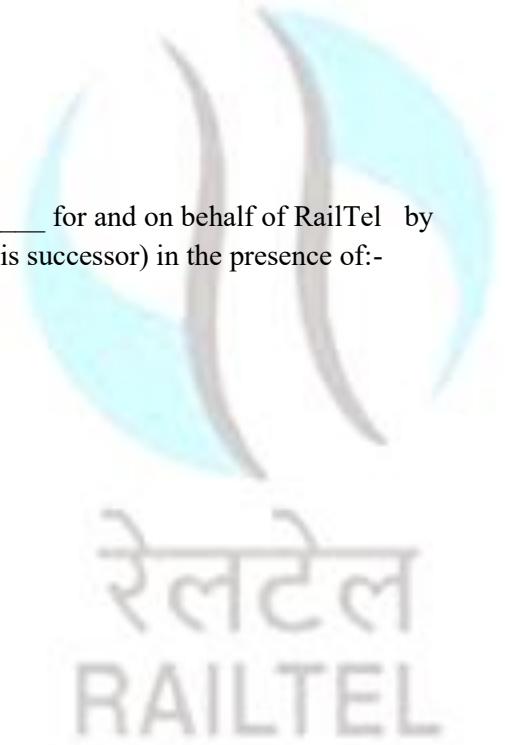 ___ for and on behalf of RailTel by
is successor) in the presence of:-
रेलटेल
RAILTEL